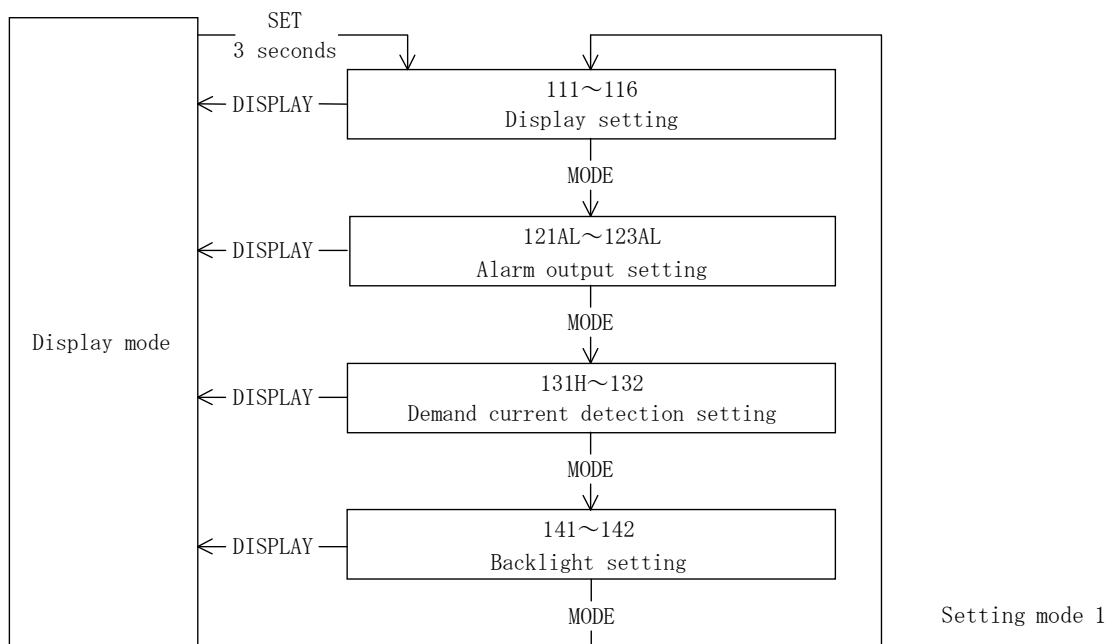 SET
3 seconds
111～116
DISPLAY
Display setting
MODE
121AL～123AL
DISPLAY
Alarm output setting
MODE
Display mode
131H～132
DISPLAY
Demand current detection setting
MODE
141～142
DISPLAY
Backlight setting
MODE
Setting mode 1